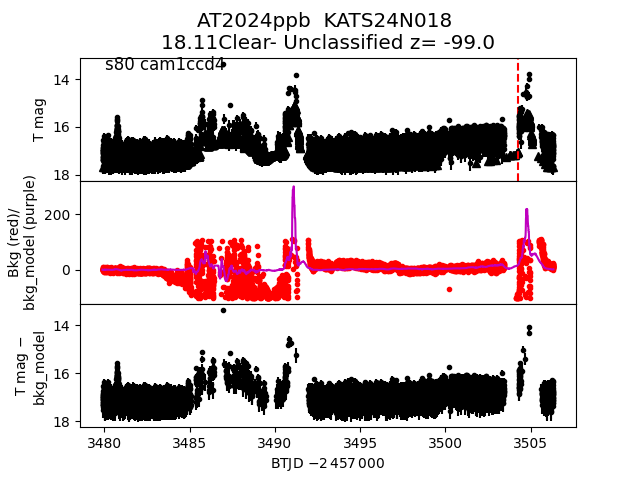 AT2024ppb  KATS24N018
18.11Clear- Unclassified z= -99.0
s80 cam1ccd4
14
16
18
T mag
200
0
Bkg (red)/
bkg_model (purple)
14
16
18
T mag −
bkg_model
3480 3485 3490 3495 3500 3505
BTJD −2 457 000